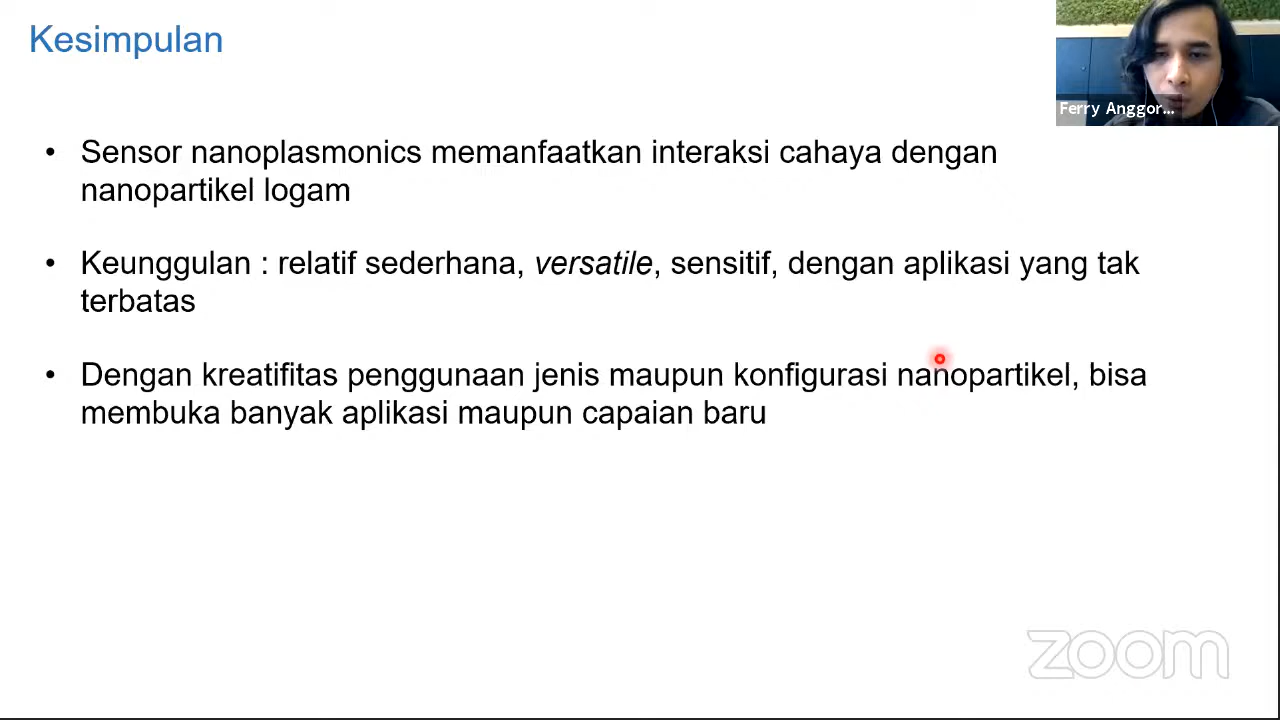 Kesimpulan
Ferry Anggor...
• Sensor nanoplasmonics memanfaatkan interaksi cahaya dengan
nanopartikel logam
• Keunggulan : relatif sederhana, versatile, sensitif, dengan aplikasi yang tak
terbatas
• Dengan kreatifitas penggunaan jenis maupun konfigurasi nanopartikel, bisa
membuka banyak aplikasi maupun capaian baru
zoom